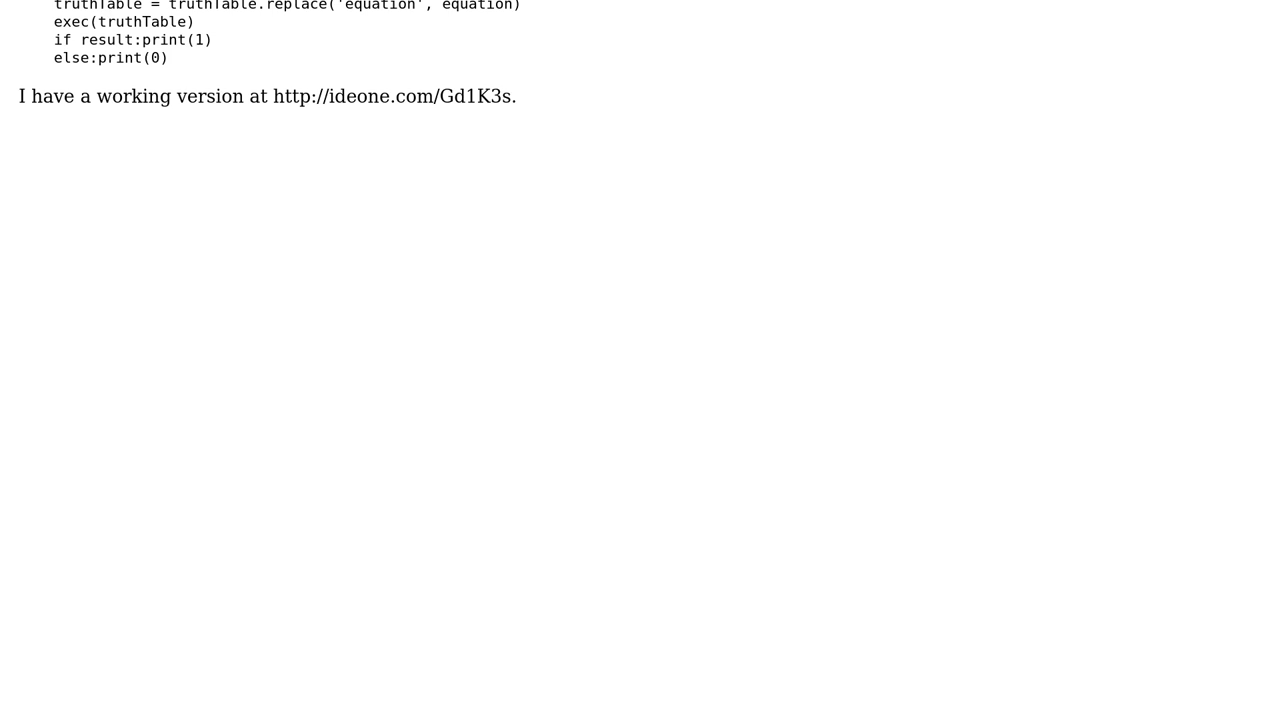 truthTable = truthTable.replace('equation', equation)
exec(truthTable)
if result:print(1)
else:print(0)
I have a working version at http://ideone.com/Gd1K3s.